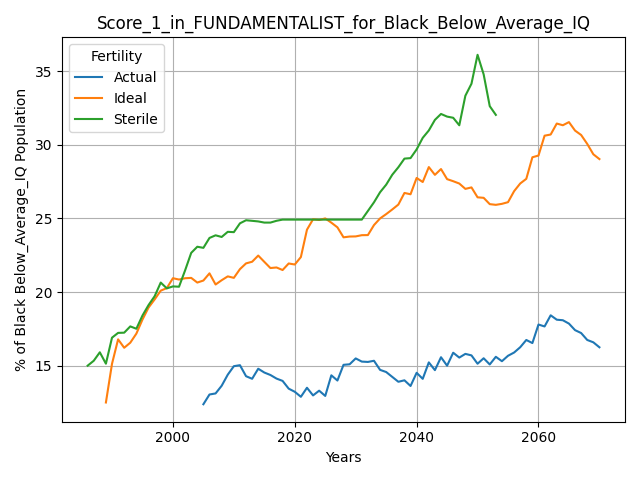 Score_1_in_FUNDAMENTALIST_for_Black_Below_Average_IQ
Fertility
Actual
Ideal
Sterile
% of Black Below_Average_IQ Population
35
30
25
20
15
2000
2020
2040
2060
Years